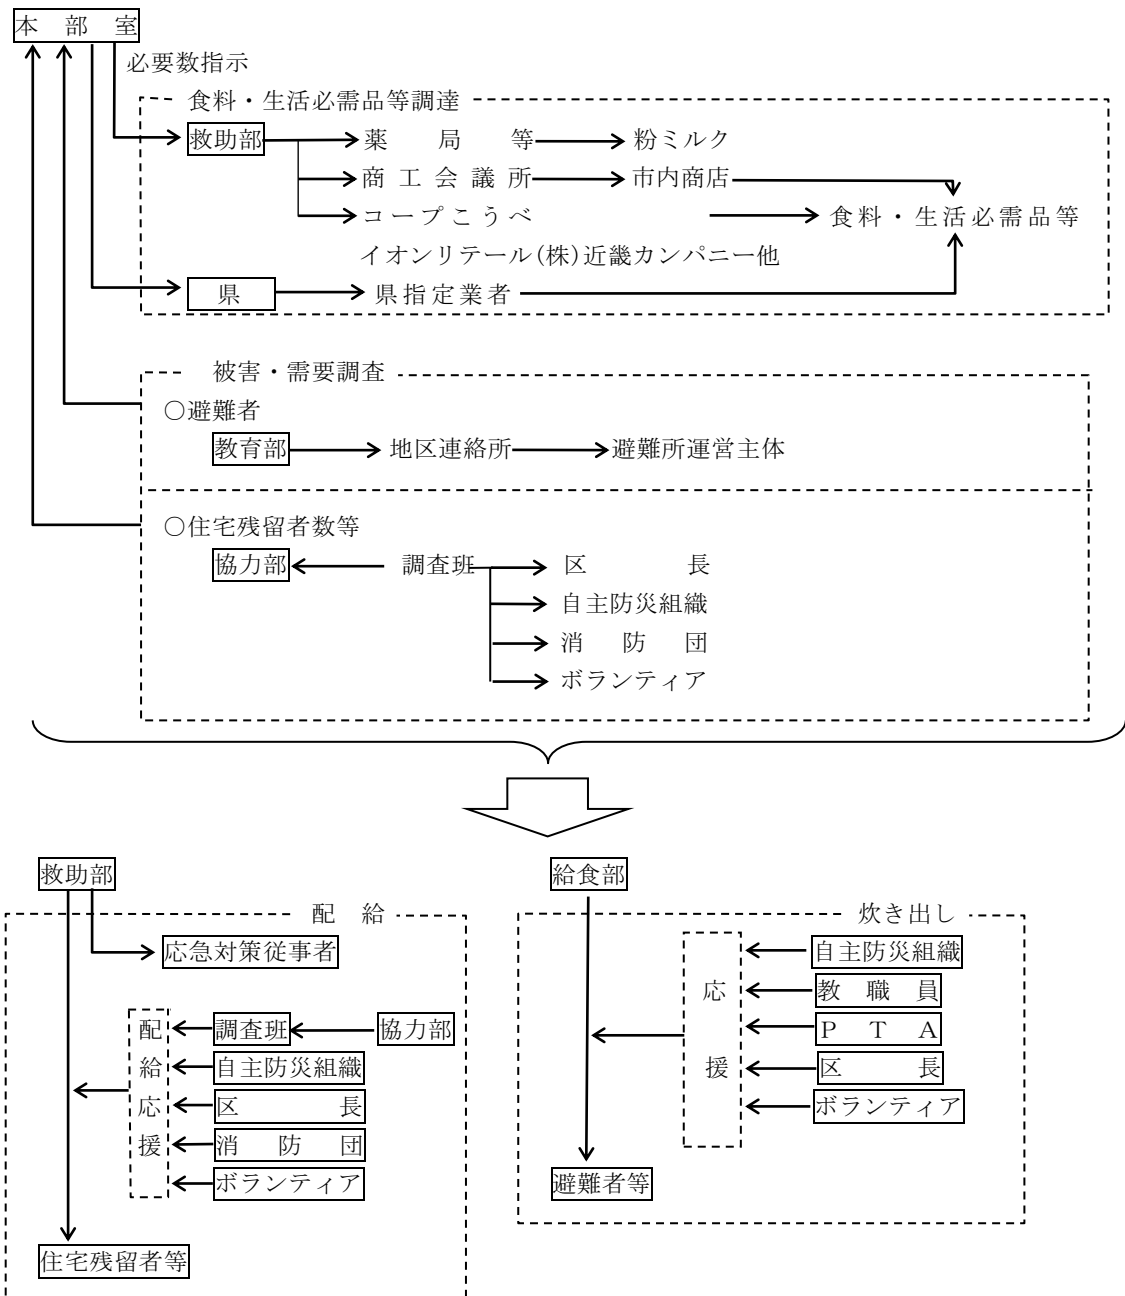 本　部　室
必要数指示
食料・生活必需品等調達
救助部　薬　局　等　粉ミルク
商工会議所　市内商店
コープこうべ　食料・生活必需品等
イオンリテール(株)近畿カンパニー他
県　県指定業者
被害・需要調査
○避難者
教育部　地区連絡所　避難所運営主体
○住宅残留者数等
協力部　調査班　区　長
自主防災組織
消　防　団
ボランティア
救助部
配　給
応急対策従事者
配給応援
調査班　協力部
自主防災組織
区　長
消　防　団
ボランティア
住宅残留者等
給食部
炊き出し
応援
自主防災組織
教　職　員
Ｐ　Ｔ　Ａ
区　長
ボランティア
避難者等